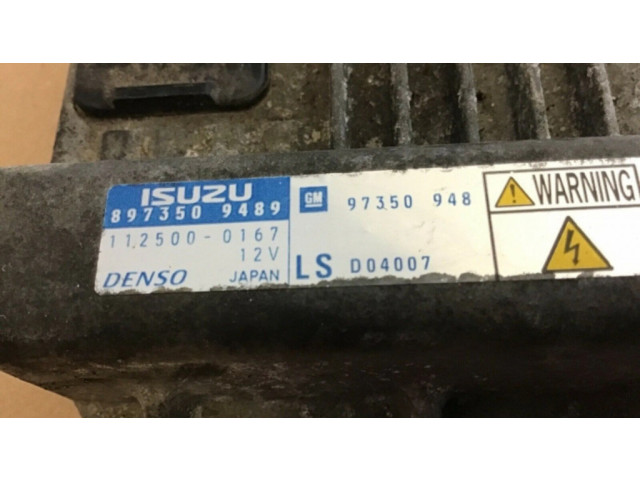 ISUZU
897350 9489
112500-0167
12V
DENSO JAPAN
GM 97350 948
LS D04007
WARNING